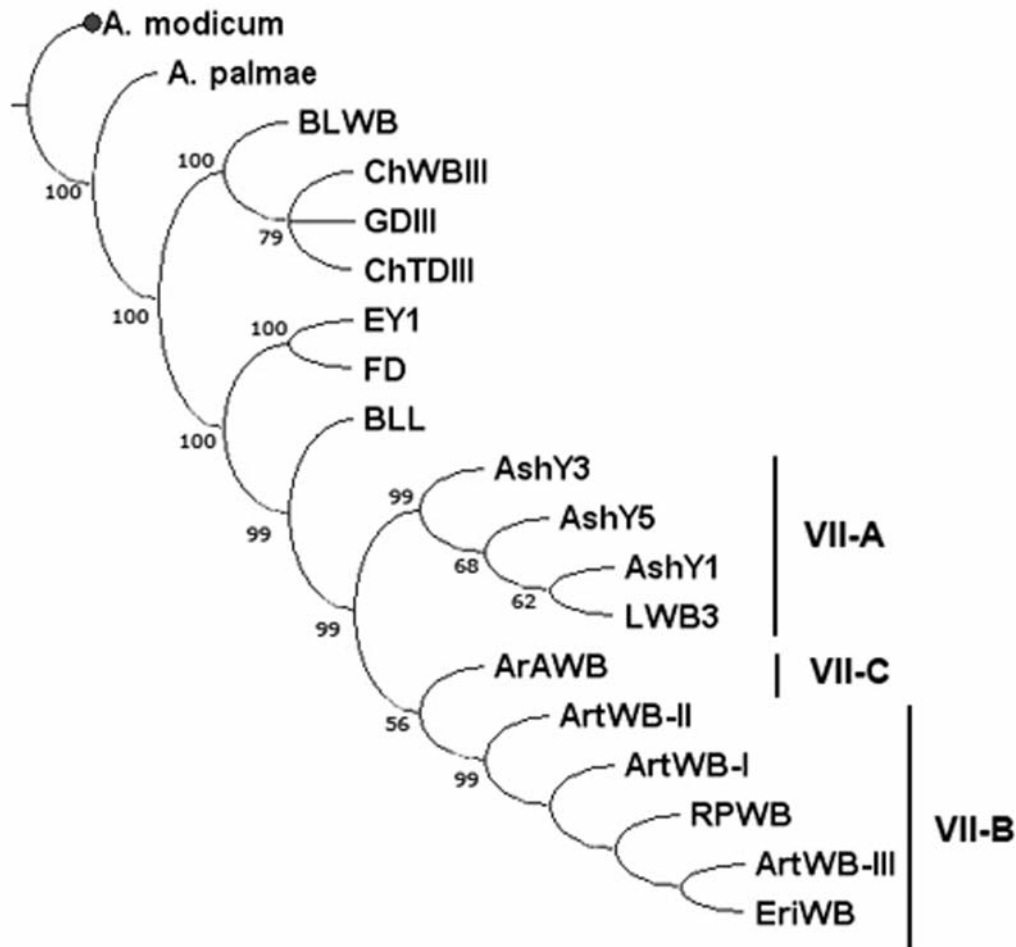 A. modicum
A. palmae
100
BLWB
100
ChWBIII
GDIII
79
ChTDIII
100
EY1
100
FD
BLL
100
AshY3
99
AshY5
99
VII-A
68
AshY1
62
LWB3
99
ArAWB
VII-C
56
ArtWB-II
99
ArtWB-I
RPWB
VII-B
ArtWB-III
EriWB